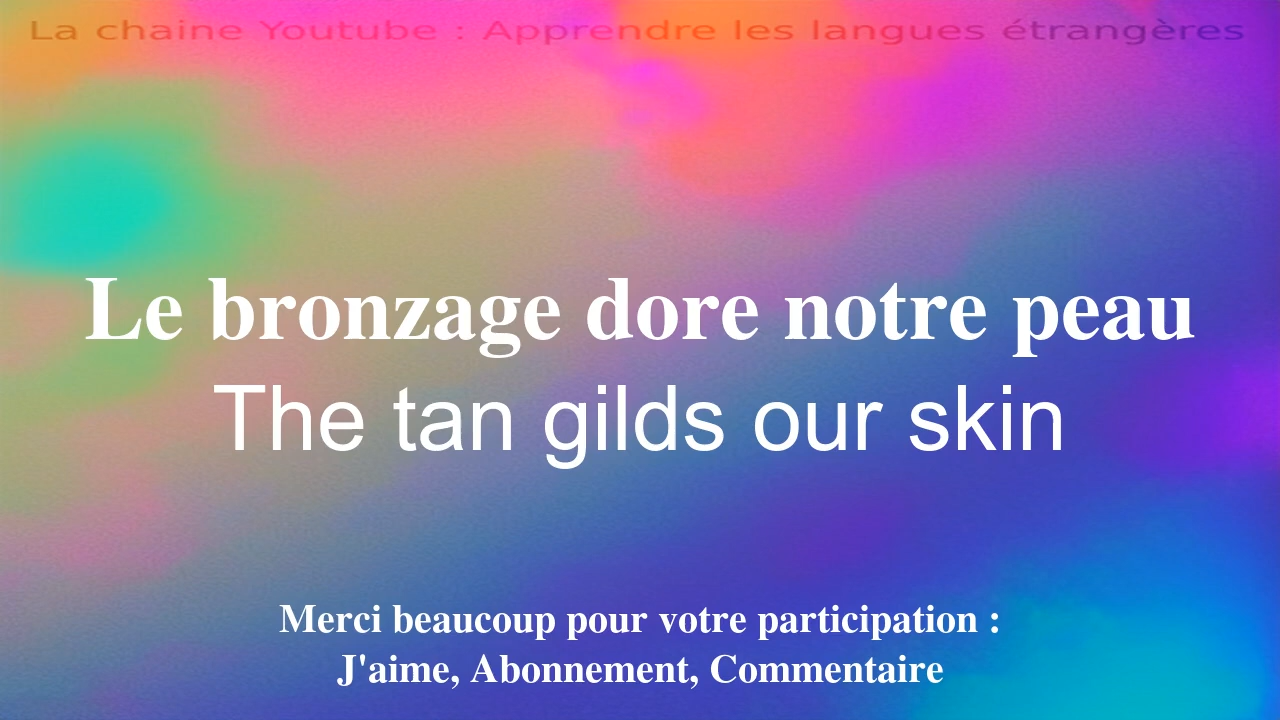 La chaine Youtube : Apprendre les langues étrangères
Le bronzage dore notre peau
The tan gilds our skin
Merci beaucoup pour votre participation :
J'aime, Abonnement, Commentaire